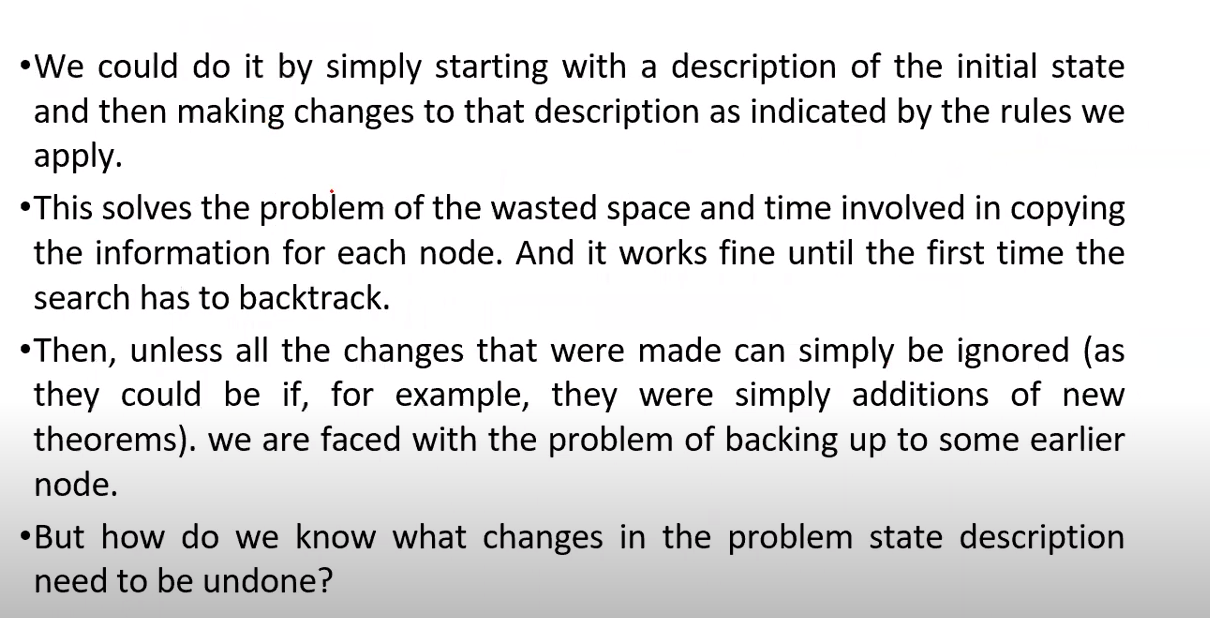 •We could do it by simply starting with a description of the initial state
and then making changes to that description as indicated by the rules we
apply.
•This solves the problem of the wasted space and time involved in copying
the information for each node. And it works fine until the first time the
search has to backtrack.
•Then, unless all the changes that were made can simply be ignored (as
they could be if, for example, they were simply additions of new
theorems). we are faced with the problem of backing up to some earlier
node.
•But how do we know what changes in the problem state description
need to be undone?